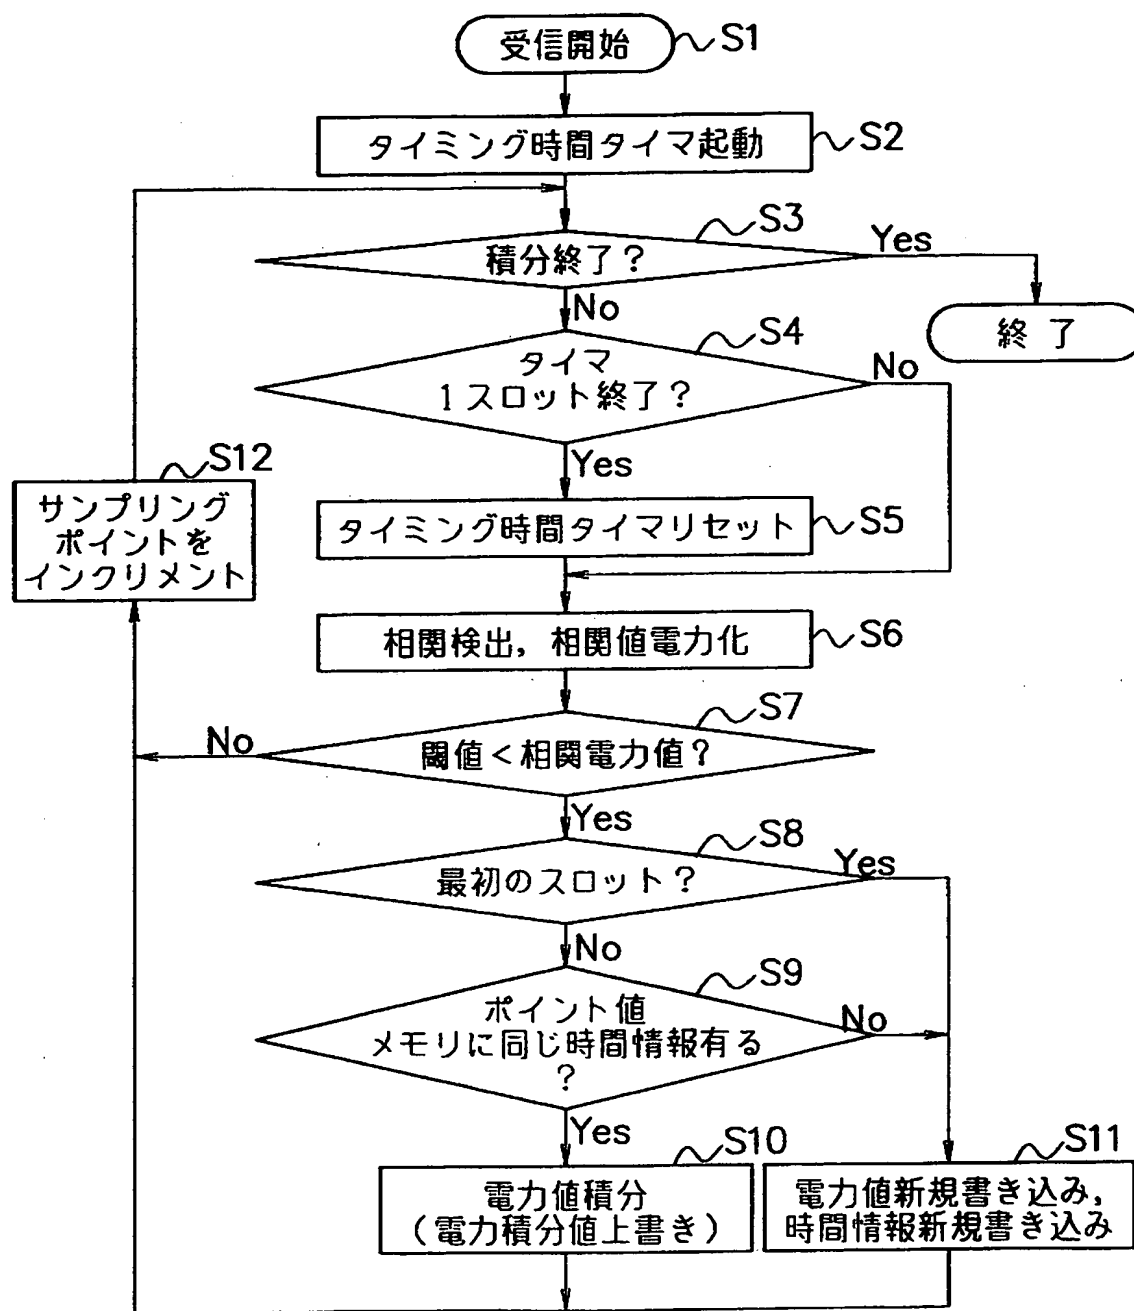 受信開始
S1
タイミング時間タイマ起動
S2
S3
積分終了?
Yes
No
終 了
S4
タイマ
1スロット終了?
No
Yes
S12
サンプリング
ポイントを
インクリメント
タイミング時間タイマリセット
S5
相関検出, 相関値電力化
S6
S7
閾値<相関電力値?
No
Yes
S8
最初のスロット?
Yes
No
S9
ポイント値
メモリに同じ時間情報有る
?
No
Yes
S10
電力値積分
(電力積分値上書き)
S11
電力値新規書き込み,
時間情報新規書き込み